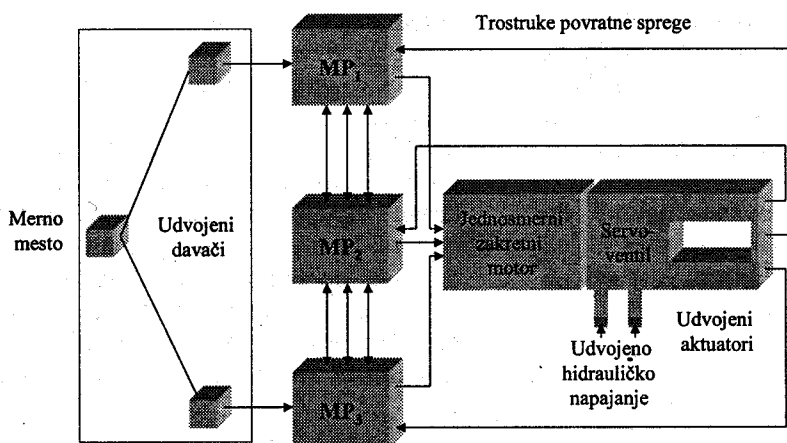 Trostruke povratne sprege
MP1
Merno
mesto
Udvojeni
davači
MP2
Jednosmerni
zakretni
motor
Servo-
ventil
Udvojeni
aktuatori
Udvojeno
hidrauličko
napajanje
MP3